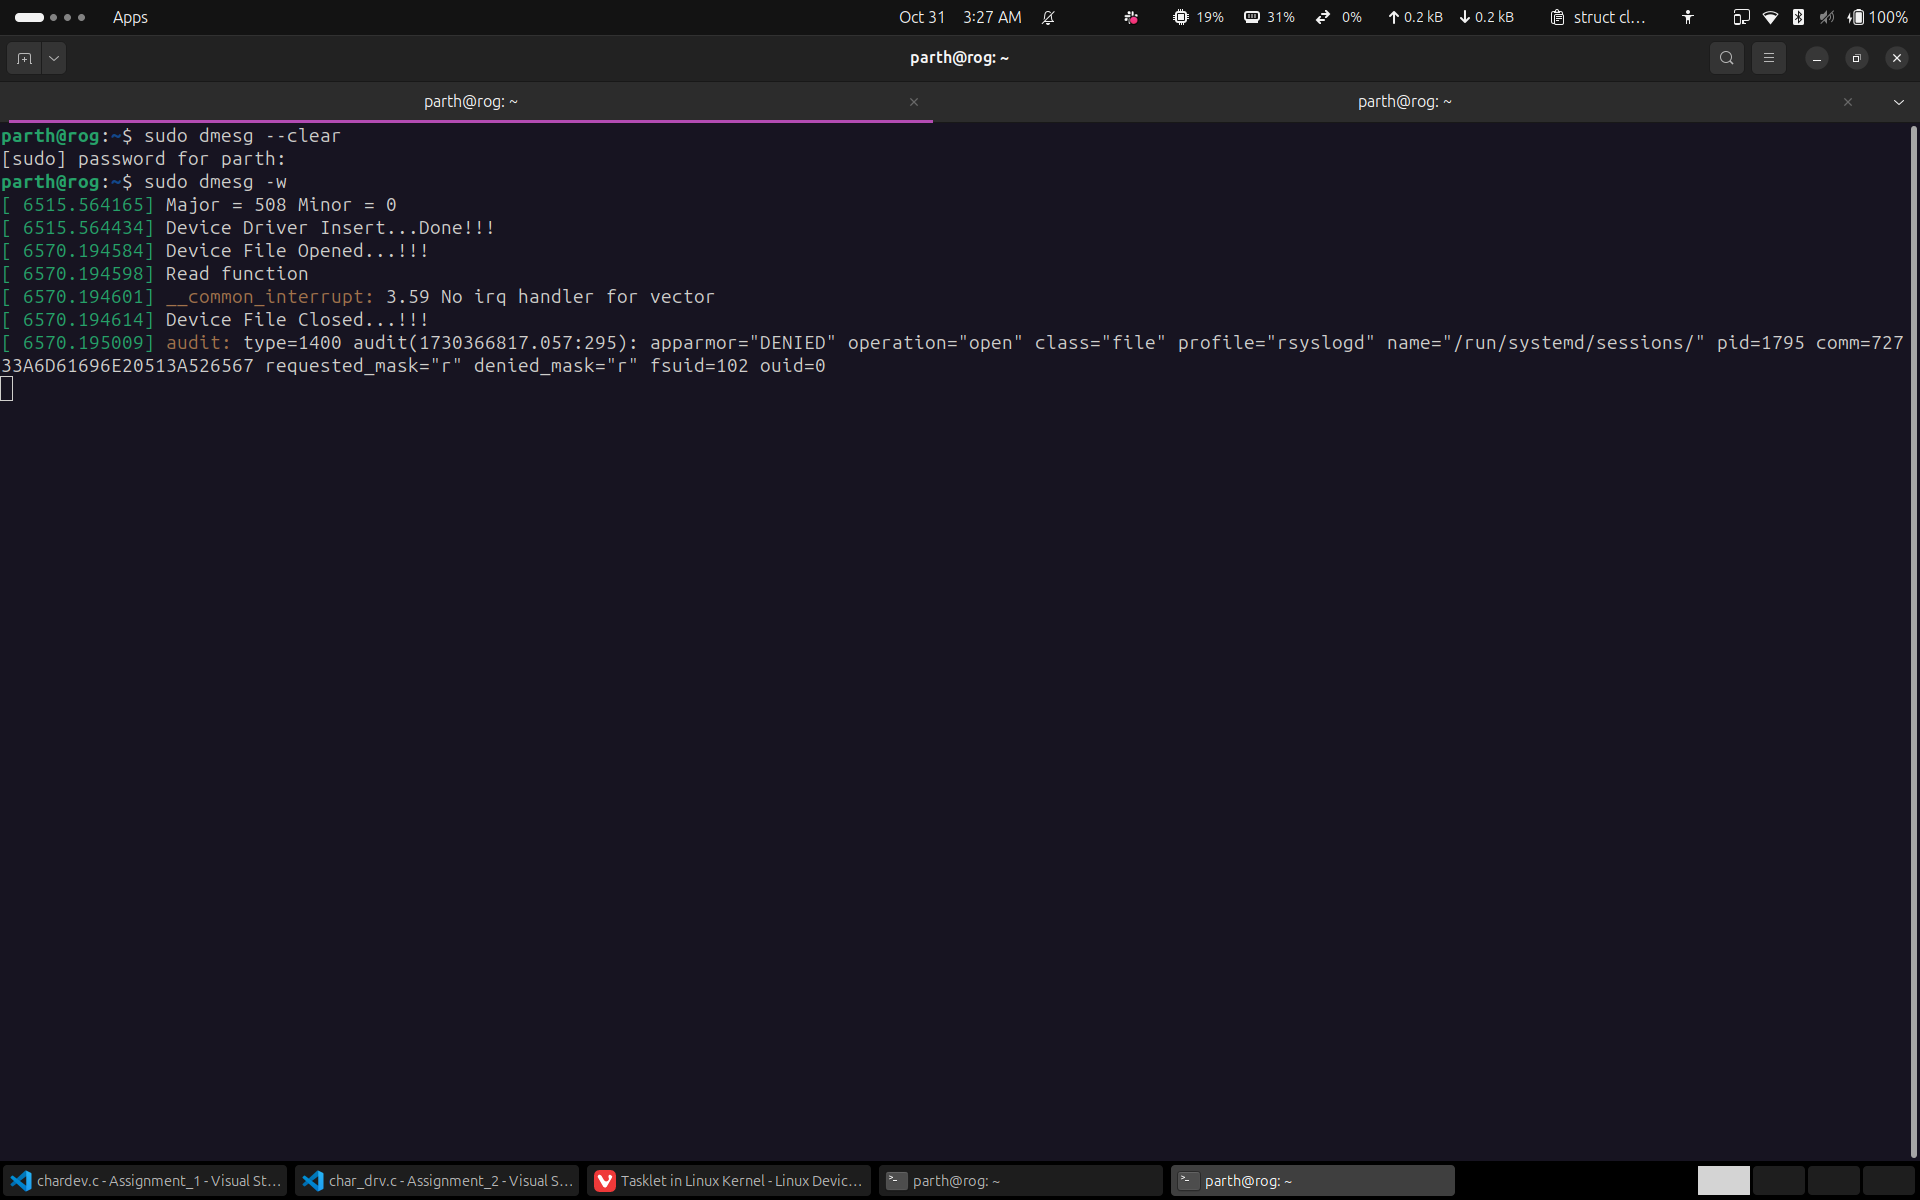 Apps
Oct 31 3:27 AM
19% 31% 0% 0.2 kB 0.2 kB struct cl... 100%
parth@rog: ~
parth@rog: ~ parth@rog: ~
parth@rog:~$ sudo dmesg --clear
[sudo] password for parth:
parth@rog:~$ sudo dmesg -w
[ 6515.564165] Major = 508 Minor = 0
[ 6515.564434] Device Driver Insert...Done!!!
[ 6570.194584] Device File Opened...!!!
[ 6570.194598] Read function
[ 6570.194601] __common_interrupt: 3.59 No irq handler for vector
[ 6570.194614] Device File Closed...!!!
[ 6570.195009] audit: type=1400 audit(1730366817.057:295): apparmor="DENIED" operation="open" class="file" profile="rsyslogd" name="/run/systemd/sessions/" pid=1795 comm=727
33A6D61696E20513A526567 requested_mask="r" denied_mask="r" fsuid=102 ouid=0
chardev.c - Assignment_1 - Visual St... char_drv.c - Assignment_2 - Visual S... Tasklet in Linux Kernel - Linux Devic... parth@rog: ~ parth@rog: ~